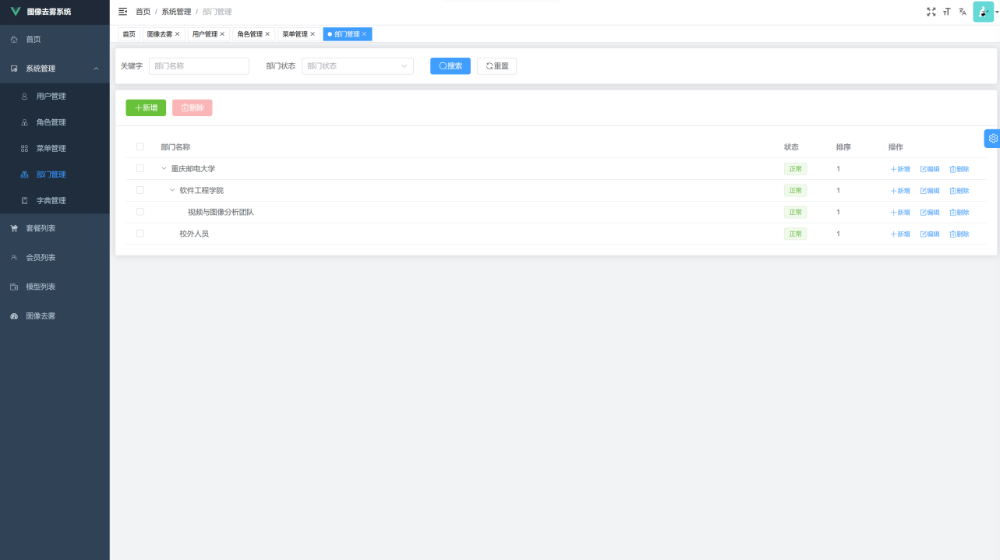 图像去雾系统
首页 / 系统管理 / 部门管理
首页 图像去雾 用户管理 角色管理 菜单管理 部门管理
首页
系统管理
用户管理
角色管理
菜单管理
部门管理
字典管理
套餐列表
会员列表
模型列表
图像去雾
关键字 部门名称 部门状态 部门状态 搜索 重置
新增 删除
部门名称 状态 排序 操作
重庆邮电大学 正常 1 新增 编辑 删除
软件工程学院 正常 1 新增 编辑 删除
视频与图像分析团队 正常 1 新增 编辑 删除
校外人员 正常 1 新增 编辑 删除